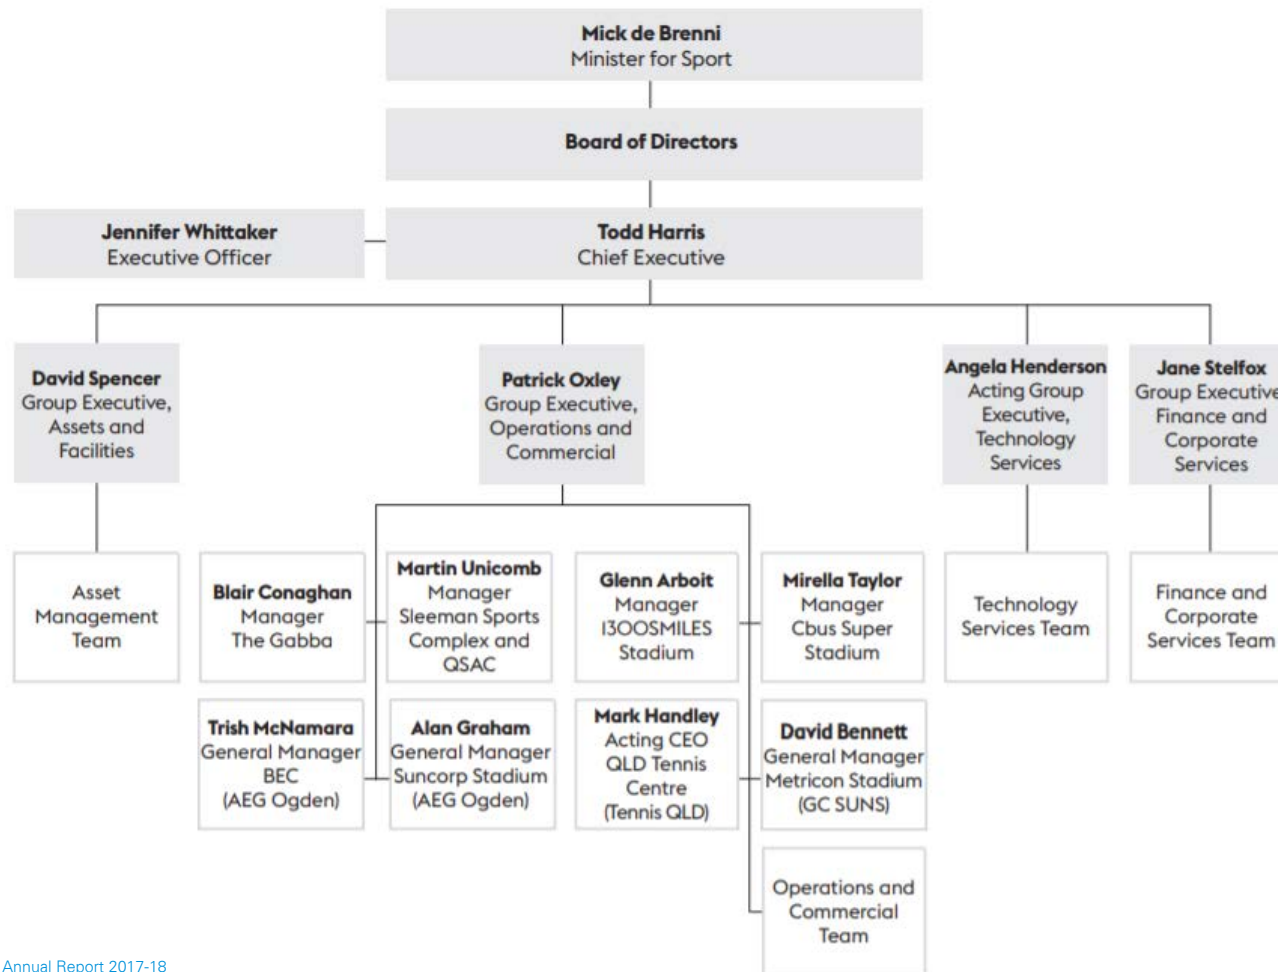 Mick de Brenni
Minister for Sport
Board of Directors
Jennifer Whittaker
Executive Officer
Todd Harris
Chief Executive
David Spencer
Group Executive,
Assets and
Facilities
Patrick Oxley
Group Executive,
Operations and
Commercial
Angela Henderson
Acting Group
Executive,
Technology
Services
Jane Stelfox
Group Executive
Finance and
Corporate
Services
Asset
Management
Team
Blair Conaghan
Manager
The Gabba
Martin Unicomb
Manager
Sleeman Sports
Complex and
QSAC
Glenn Arboit
Manager
1300SMILES
Stadium
Mirella Taylor
Manager
Cbus Super
Stadium
Technology
Services Team
Finance and
Corporate
Services Team
Trish McNamara
General Manager
BEC
(AEG Ogden)
Alan Graham
General Manager
Suncorp Stadium
(AEG Ogden)
Mark Handley
Acting CEO
QLD Tennis
Centre
(Tennis QLD)
David Bennett
General Manager
Metricon Stadium
(GC SUNS)
Operations and
Commercial
Team
Annual Report 2017-18